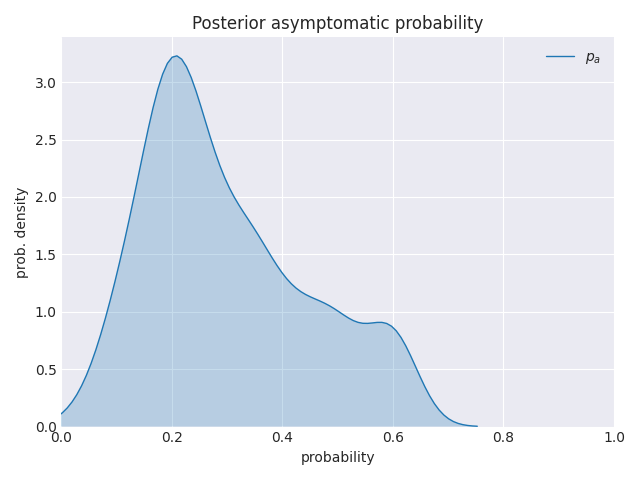 Posterior asymptomatic probability
pₐ
prob. density
3.0
2.5
2.0
1.5
1.0
0.5
0.0
0.0 0.2 0.4 0.6 0.8 1.0
probability